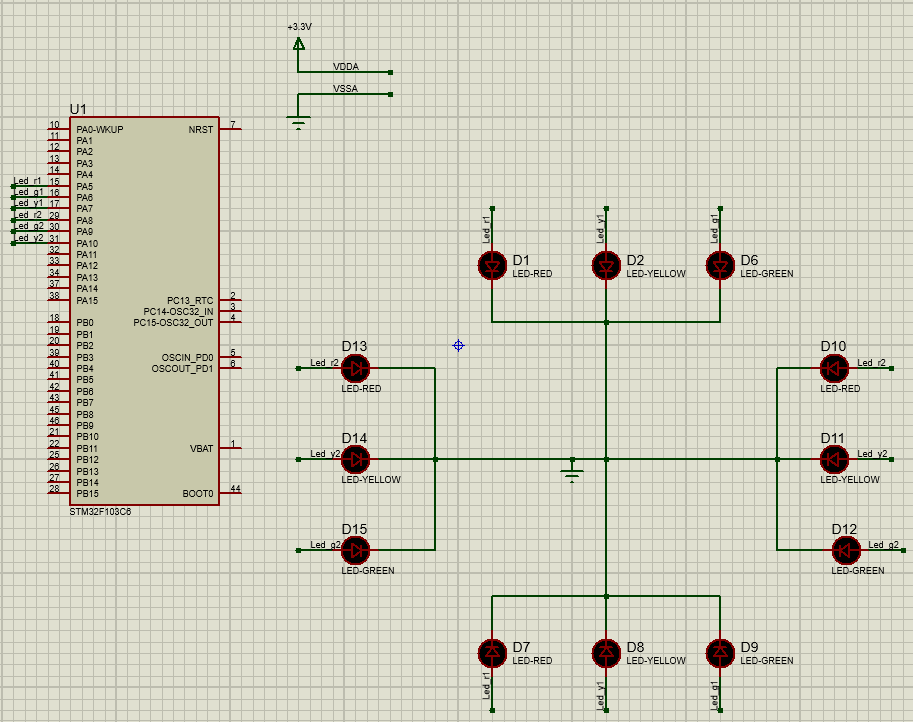 +3.3V
VDDA
VSSA
U1
10 PA0-WKUP NRST 7
11 PA1
12 PA2
13 PA3
14 PA4
Led_r1 15 PA5
Led_g1 16 PA6
Led_y1 17 PA7
Led_r2 29 PA8
Led_g2 30 PA9
Led_y2 31 PA10
32 PA11
33 PA12
34 PA13
37 PA14
38 PA15 PC13_RTC 2
PC14-OSC32_IN 3
18 PB0 PC15-OSC32_OUT 4
19 PB1
20 PB2
39 PB3 OSCIN_PD0 5
40 PB4 OSCOUT_PD1 6
41 PB5
42 PB6
43 PB7
45 PB8
46 PB9
21 PB10
22 PB11 VBAT 1
25 PB12
26 PB13
27 PB14
28 PB15 BOOT0 44
STM32F103C6
Led_r1
D1
LED-RED
Led_y1
D2
LED-YELLOW
Led_g1
D6
LED-GREEN
D13
Led_r2
LED-RED
D10
Led_r2
LED-RED
D14
Led_y2
LED-YELLOW
D11
Led_y2
LED-YELLOW
D15
Led_g2
LED-GREEN
D12
Led_g2
LED-GREEN
D7
LED-RED
Led_r1
D8
LED-YELLOW
Led_y1
D9
LED-GREEN
Led_g1